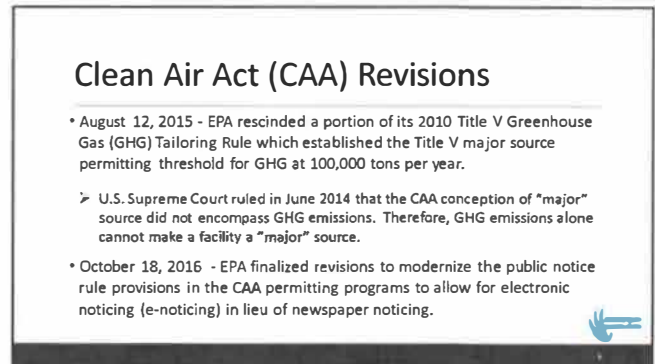 Clean Air Act (CAA) Revisions
• August 12, 2015 - EPA rescinded a portion of its 2010 Title V Greenhouse
Gas (GHG) Tailoring Rule which established the Title V major source
permitting threshold for GHG at 100,000 tons per year.
➢ U.S. Supreme Court ruled in June 2014 that the CAA conception of "major"
source did not encompass GHG emissions. Therefore, GHG emissions alone
cannot make a facility a "major" source.
• October 18, 2016 - EPA finalized revisions to modernize the public notice
rule provisions in the CAA permitting programs to allow for electronic
noticing (e-noticing) in lieu of newspaper noticing.